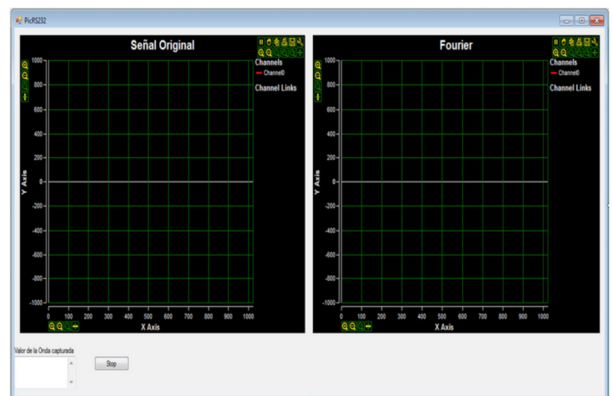 PicRS232
Señal Original
Channels
Channel0
Channel Links
1000
800
600
400
200
0
-200
-400
-600
-800
-1000
Y Axis
0 100 200 300 400 500 600 700 800 900 1000
X Axis
Fourier
Channels
Channel0
Channel Links
1000
800
600
400
200
0
-200
-400
-600
-800
-1000
Y Axis
0 100 200 300 400 500 600 700 800 900 1000
X Axis
Valor de la Onda capturada
Stop